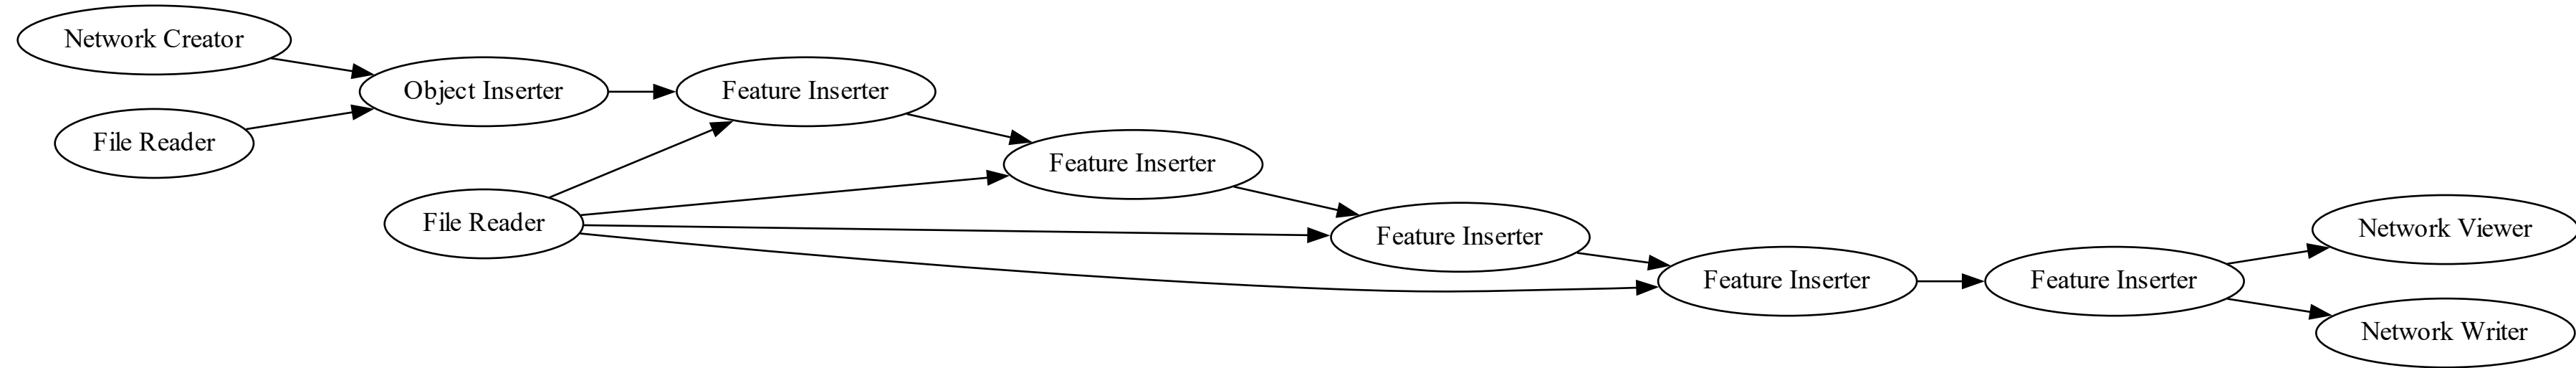 Network Creator
Object Inserter
Feature Inserter
File Reader
Feature Inserter
File Reader
Feature Inserter
Network Viewer
Feature Inserter
Feature Inserter
Network Writer